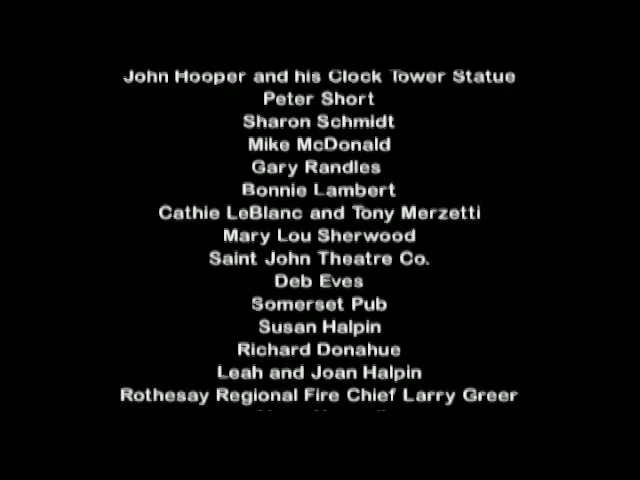 John Hooper and his Clock Tower Statue
Peter Short
Sharon Schmidt
Mike McDonald
Gary Randles
Bonnie Lambert
Cathie LeBlanc and Tony Merzetti
Mary Lou Sherwood
Saint John Theatre Co.
Deb Eves
Somerset Pub
Susan Halpin
Richard Donahue
Leah and Joan Halpin
Rothesay Regional Fire Chief Larry Greer